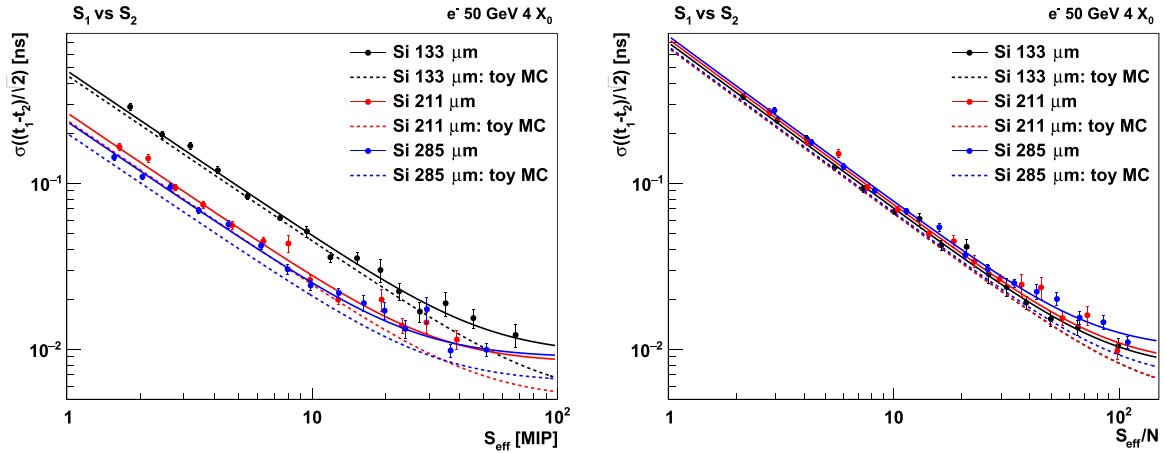 S₁ vs S₂
e⁻ 50 GeV 4 X₀
σ((t₁-t₂)/√2) [ns]
Si 133 μm
Si 133 μm: toy MC
Si 211 μm
Si 211 μm: toy MC
Si 285 μm
Si 285 μm: toy MC
10⁻¹
10⁻²
1
10
10²
S_eff [MIP]
S₁ vs S₂
e⁻ 50 GeV 4 X₀
σ((t₁-t₂)/√2) [ns]
Si 133 μm
Si 133 μm: toy MC
Si 211 μm
Si 211 μm: toy MC
Si 285 μm
Si 285 μm: toy MC
10⁻¹
10⁻²
1
10
10²
S_eff/N